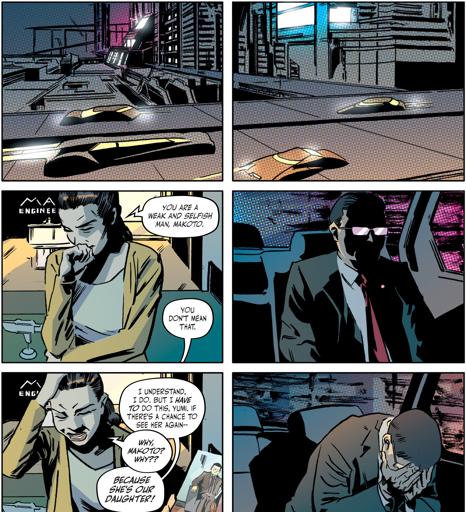 MA
ENGINEE
YOU ARE A
WEAK AND SELFISH
MAN, MAKOTO.
YOU
DON'T MEAN
THAT.
MA
ENGINEE
I UNDERSTAND,
I DO. BUT I HAVE
TO DO THIS, YUMI. IF
THERE'S A CHANCE TO
SEE HER AGAIN--
WHY,
MAKOTO?
WHY??
BECAUSE
SHE'S OUR
DAUGHTER!